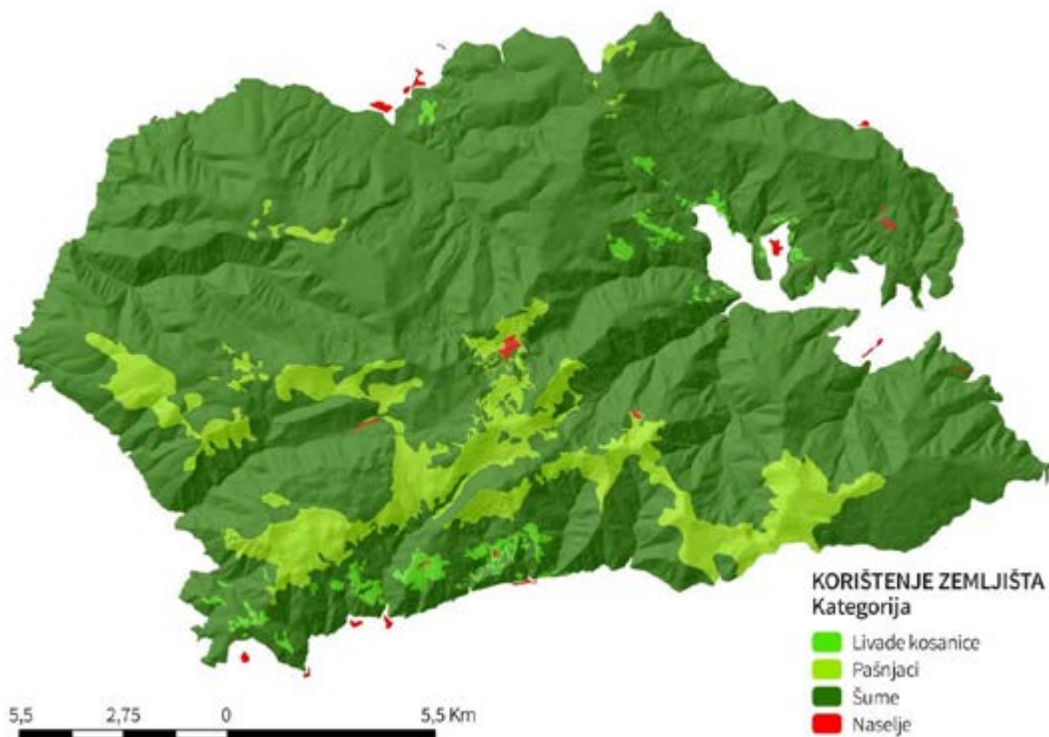 KORIŠTENJE ZEMLJIŠTA
Kategorija
Livade kosanice
Pašnjaci
Šume
Naselje
5,5 2,75 0 5,5 Km